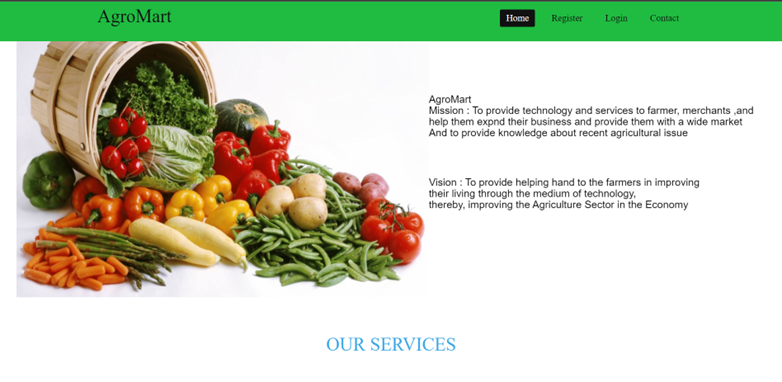 AgroMart
Home Register Login Contact
AgroMart
Mission : To provide technology and services to farmer, merchants ,and
help them expnd their business and provide them with a wide market
And to provide knowledge about recent agricultural issue
Vision : To provide helping hand to the farmers in improving
their living through the medium of technology,
thereby, improving the Agriculture Sector in the Economy
OUR SERVICES